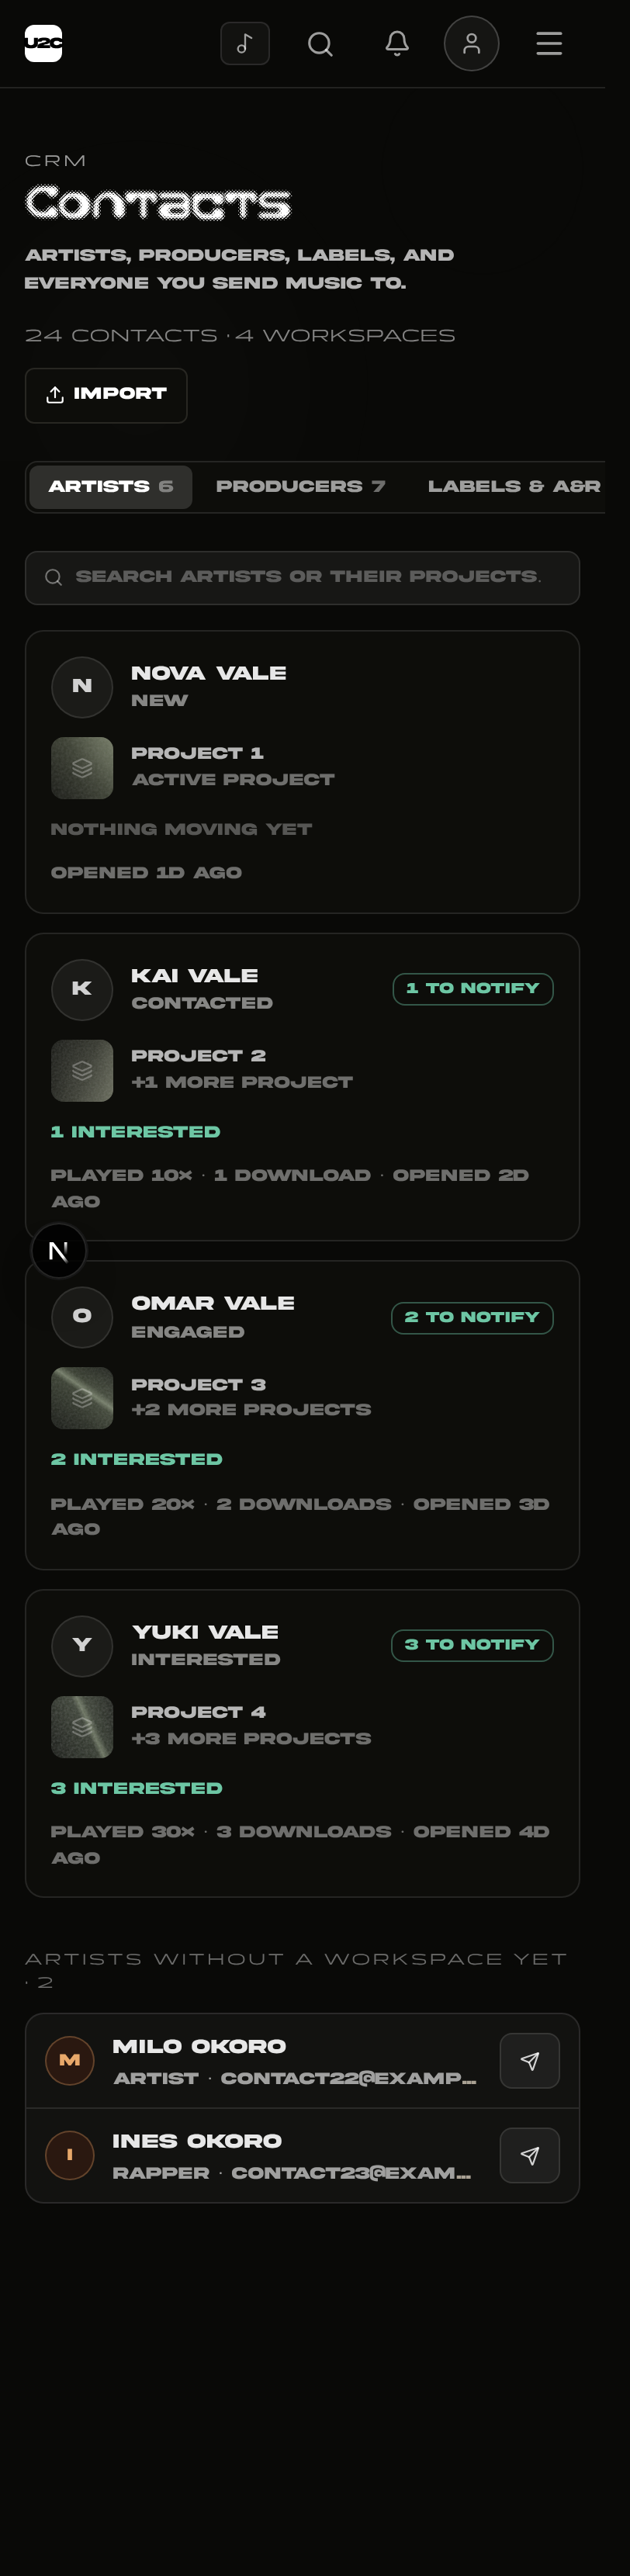 U2C
CRM
Contacts
ARTISTS, PRODUCERS, LABELS, AND
EVERYONE YOU SEND MUSIC TO.
24 CONTACTS · 4 WORKSPACES
IMPORT
ARTISTS 6 PRODUCERS 7 LABELS & A&R
SEARCH ARTISTS OR THEIR PROJECTS.
N NOVA VALE
NEW
PROJECT 1
ACTIVE PROJECT
NOTHING MOVING YET
OPENED 1D AGO
K KAI VALE
CONTACTED
1 TO NOTIFY
PROJECT 2
+1 MORE PROJECT
1 INTERESTED
PLAYED 10× · 1 DOWNLOAD · OPENED 2D
AGO
N
O OMAR VALE
ENGAGED
2 TO NOTIFY
PROJECT 3
+2 MORE PROJECTS
2 INTERESTED
PLAYED 20× · 2 DOWNLOADS · OPENED 3D
AGO
Y YUKI VALE
INTERESTED
3 TO NOTIFY
PROJECT 4
+3 MORE PROJECTS
3 INTERESTED
PLAYED 30× · 3 DOWNLOADS · OPENED 4D
AGO
ARTISTS WITHOUT A WORKSPACE YET
· 2
M MILO OKORO
ARTIST · CONTACT22@EXAMP...
I INES OKORO
RAPPER · CONTACT23@EXAM...